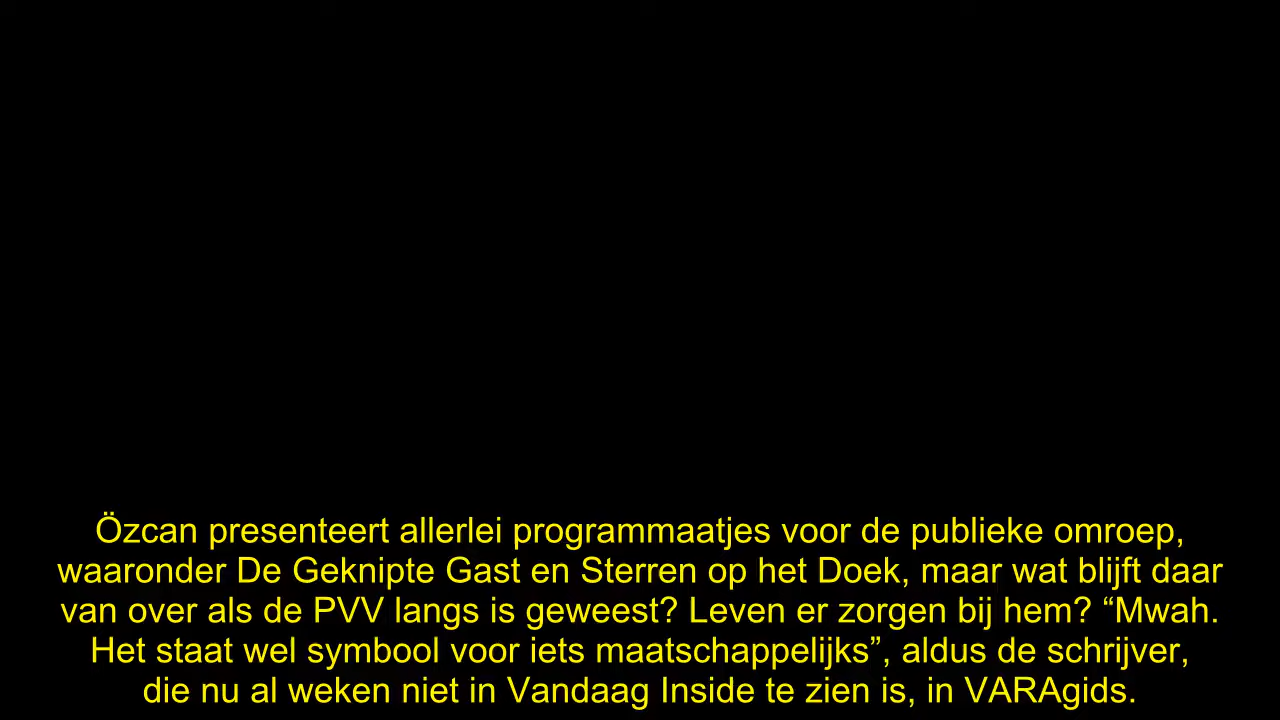 Özcan presenteert allerlei programmaatjes voor de publieke omroep,
waaronder De Geknipte Gast en Sterren op het Doek, maar wat blijft daar
van over als de PVV langs is geweest? Leven er zorgen bij hem? “Mwah.
Het staat wel symbool voor iets maatschappelijks”, aldus de schrijver,
die nu al weken niet in Vandaag Inside te zien is, in VARAgids.